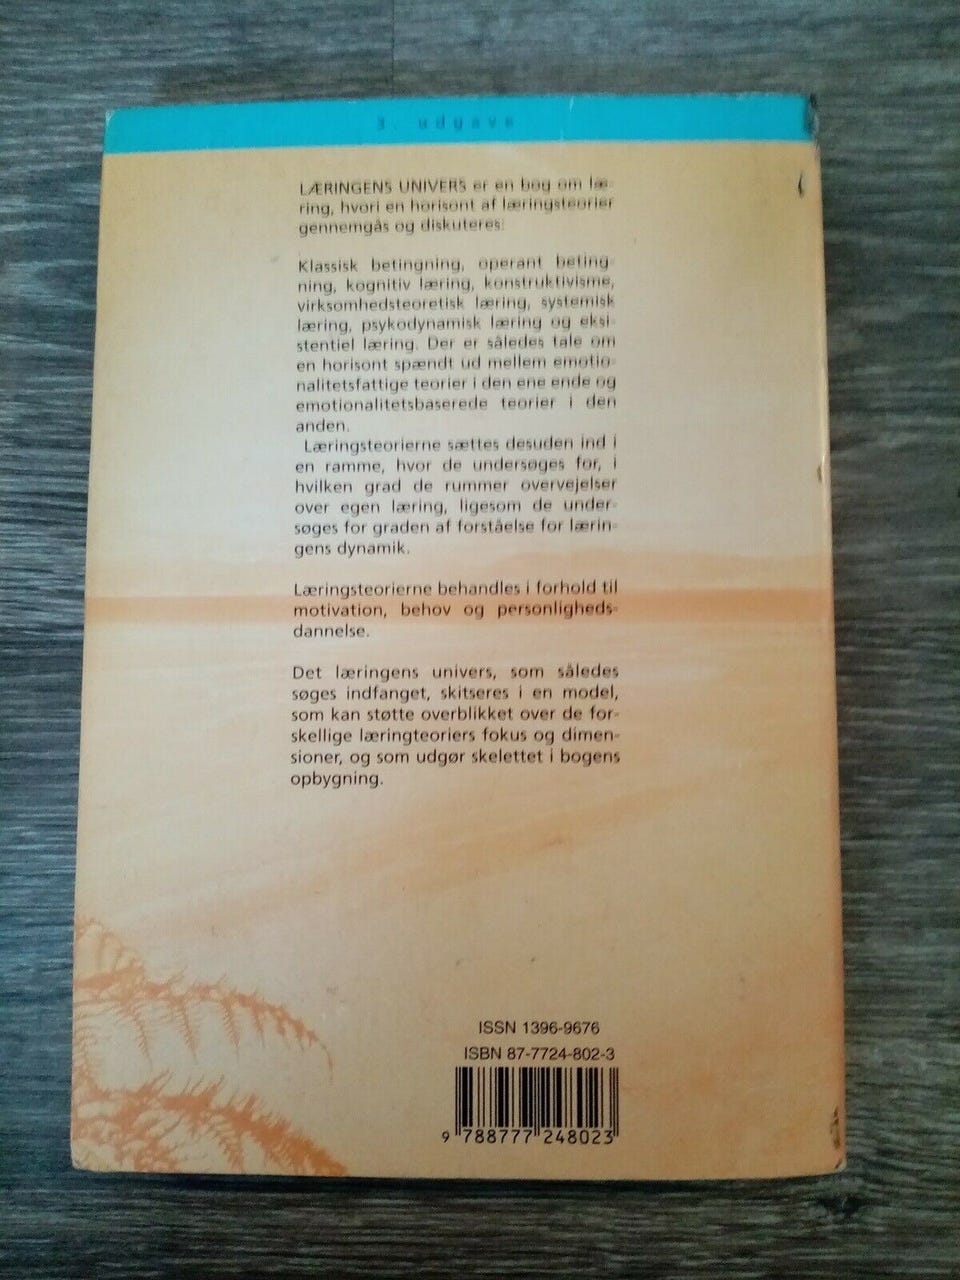 3. udgave
LÆRINGENS UNIVERS er en bog om læ-
ring, hvori en horisont af læringsteorier
gennemgås og diskuteres:
Klassisk betingning, operant beting-
ning, kognitiv læring, konstruktivisme,
virksomhedsteoretisk læring, systemisk
læring, psykodynamisk læring og eksi-
stentiel læring. Der er således tale om
en horisont spændt ud mellem emotio-
nalitetsfattige teorier i den ene ende og
emotionalitetsbaserede teorier i den
anden.
Læringsteorierne sættes desuden ind i
en ramme, hvor de undersøges for, i
hvilken grad de rummer overvejelser
over egen læring, ligesom de under-
søges for graden af forståelse for lærin-
gens dynamik.
Læringsteorierne behandles i forhold til
motivation, behov og personligheds-
dannelse.
Det læringens univers, som således
søges indfanget, skitseres i en model,
som kan støtte overblikket over de for-
skellige læringteoriers fokus og dimen-
sioner, og som udgør skelettet i bogens
opbygning.
ISSN 1396-9676
ISBN 87-7724-802-3
9 788777 248023